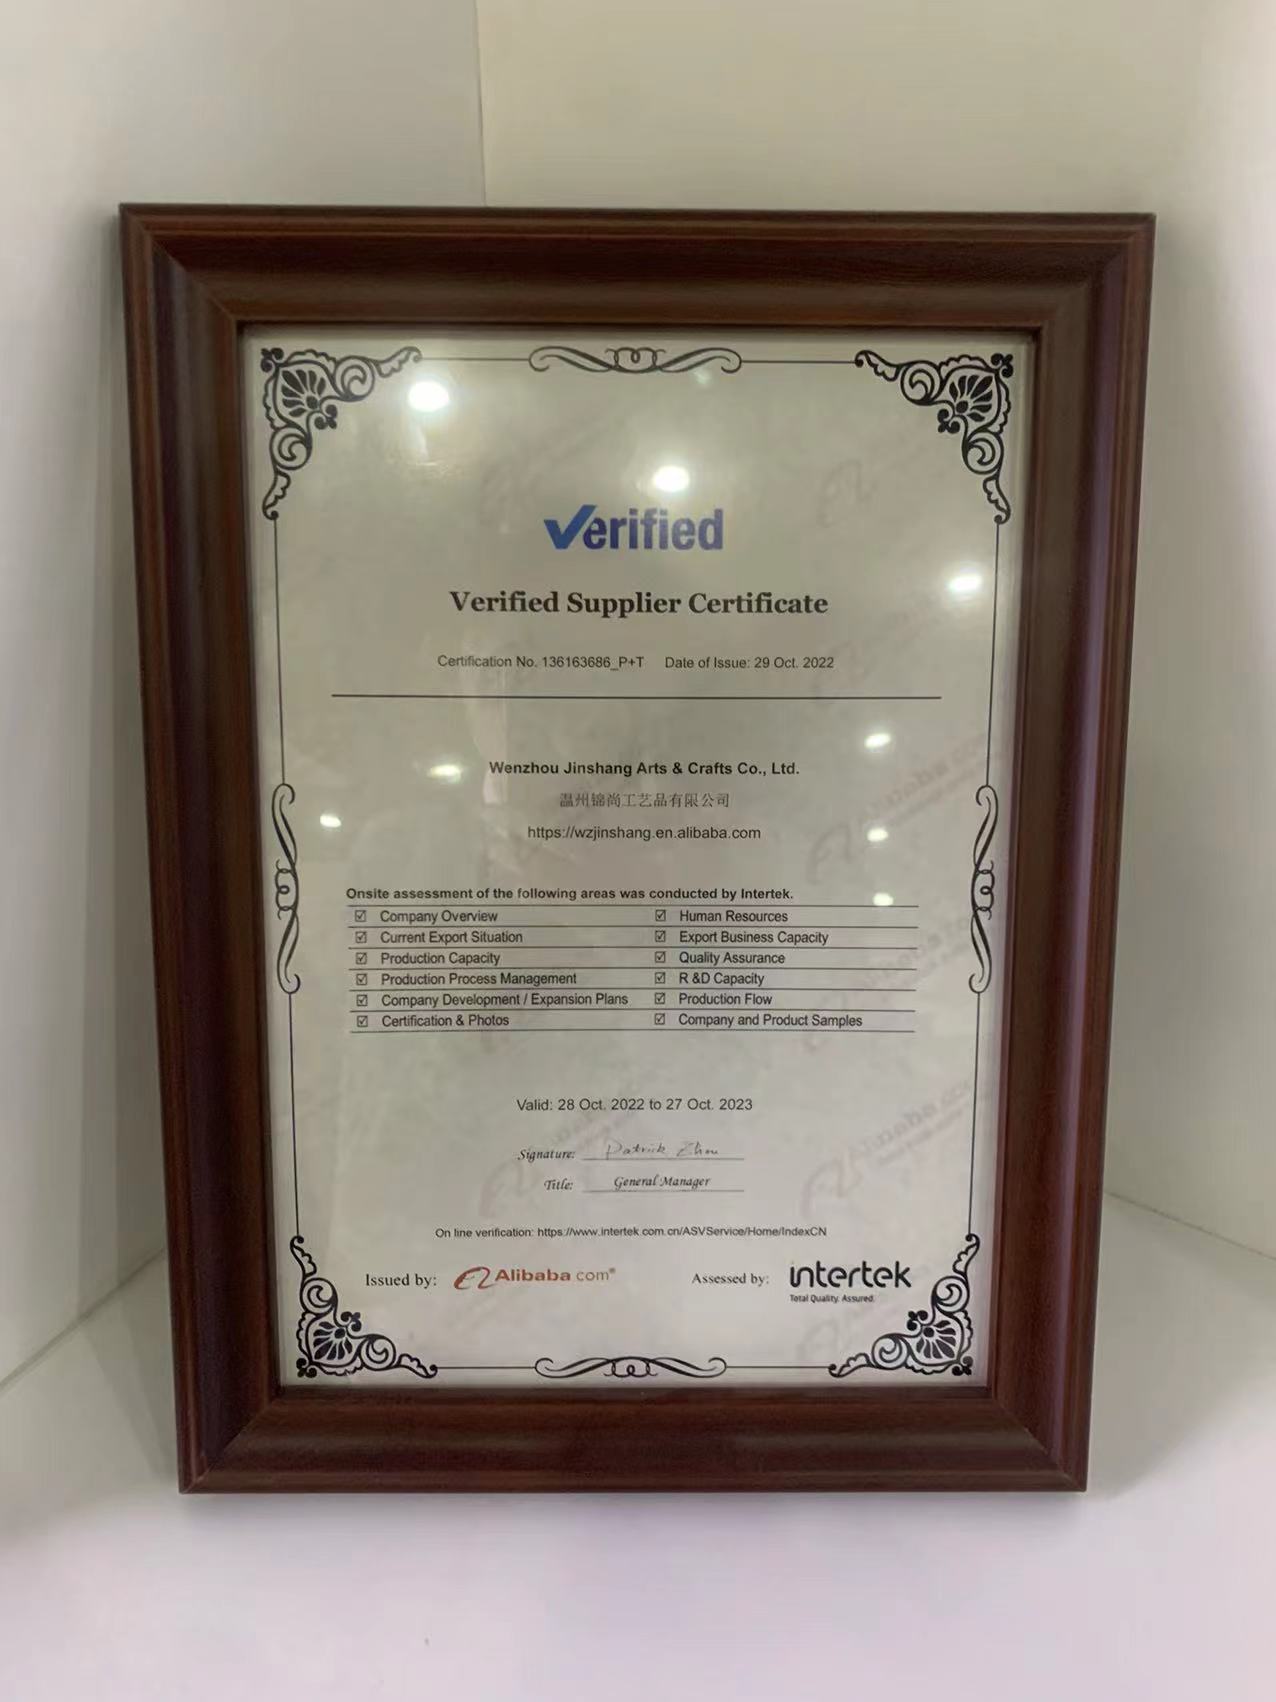 Verified
Verified Supplier Certificate
Certification No. 136163686_P+T Date of Issue: 29 Oct. 2022
Wenzhou Jinshang Arts & Crafts Co., Ltd.
温州锦尚工艺品有限公司
https://wzjinshang.en.alibaba.com
Onsite assessment of the following areas was conducted by Intertek.
☑ Company Overview ☑ Human Resources
☑ Current Export Situation ☑ Export Business Capacity
☑ Production Capacity ☑ Quality Assurance
☑ Production Process Management ☑ R &D Capacity
☑ Company Development / Expansion Plans ☑ Production Flow
☑ Certification & Photos ☑ Company and Product Samples
Valid: 28 Oct. 2022 to 27 Oct. 2023
Signature: Patrick Zhou
Title: General Manager
On line verification: https://www.intertek.com.cn/ASVService/Home/IndexCN
Issued by: Alibaba.com® Assessed by: intertek
Total Quality. Assured.